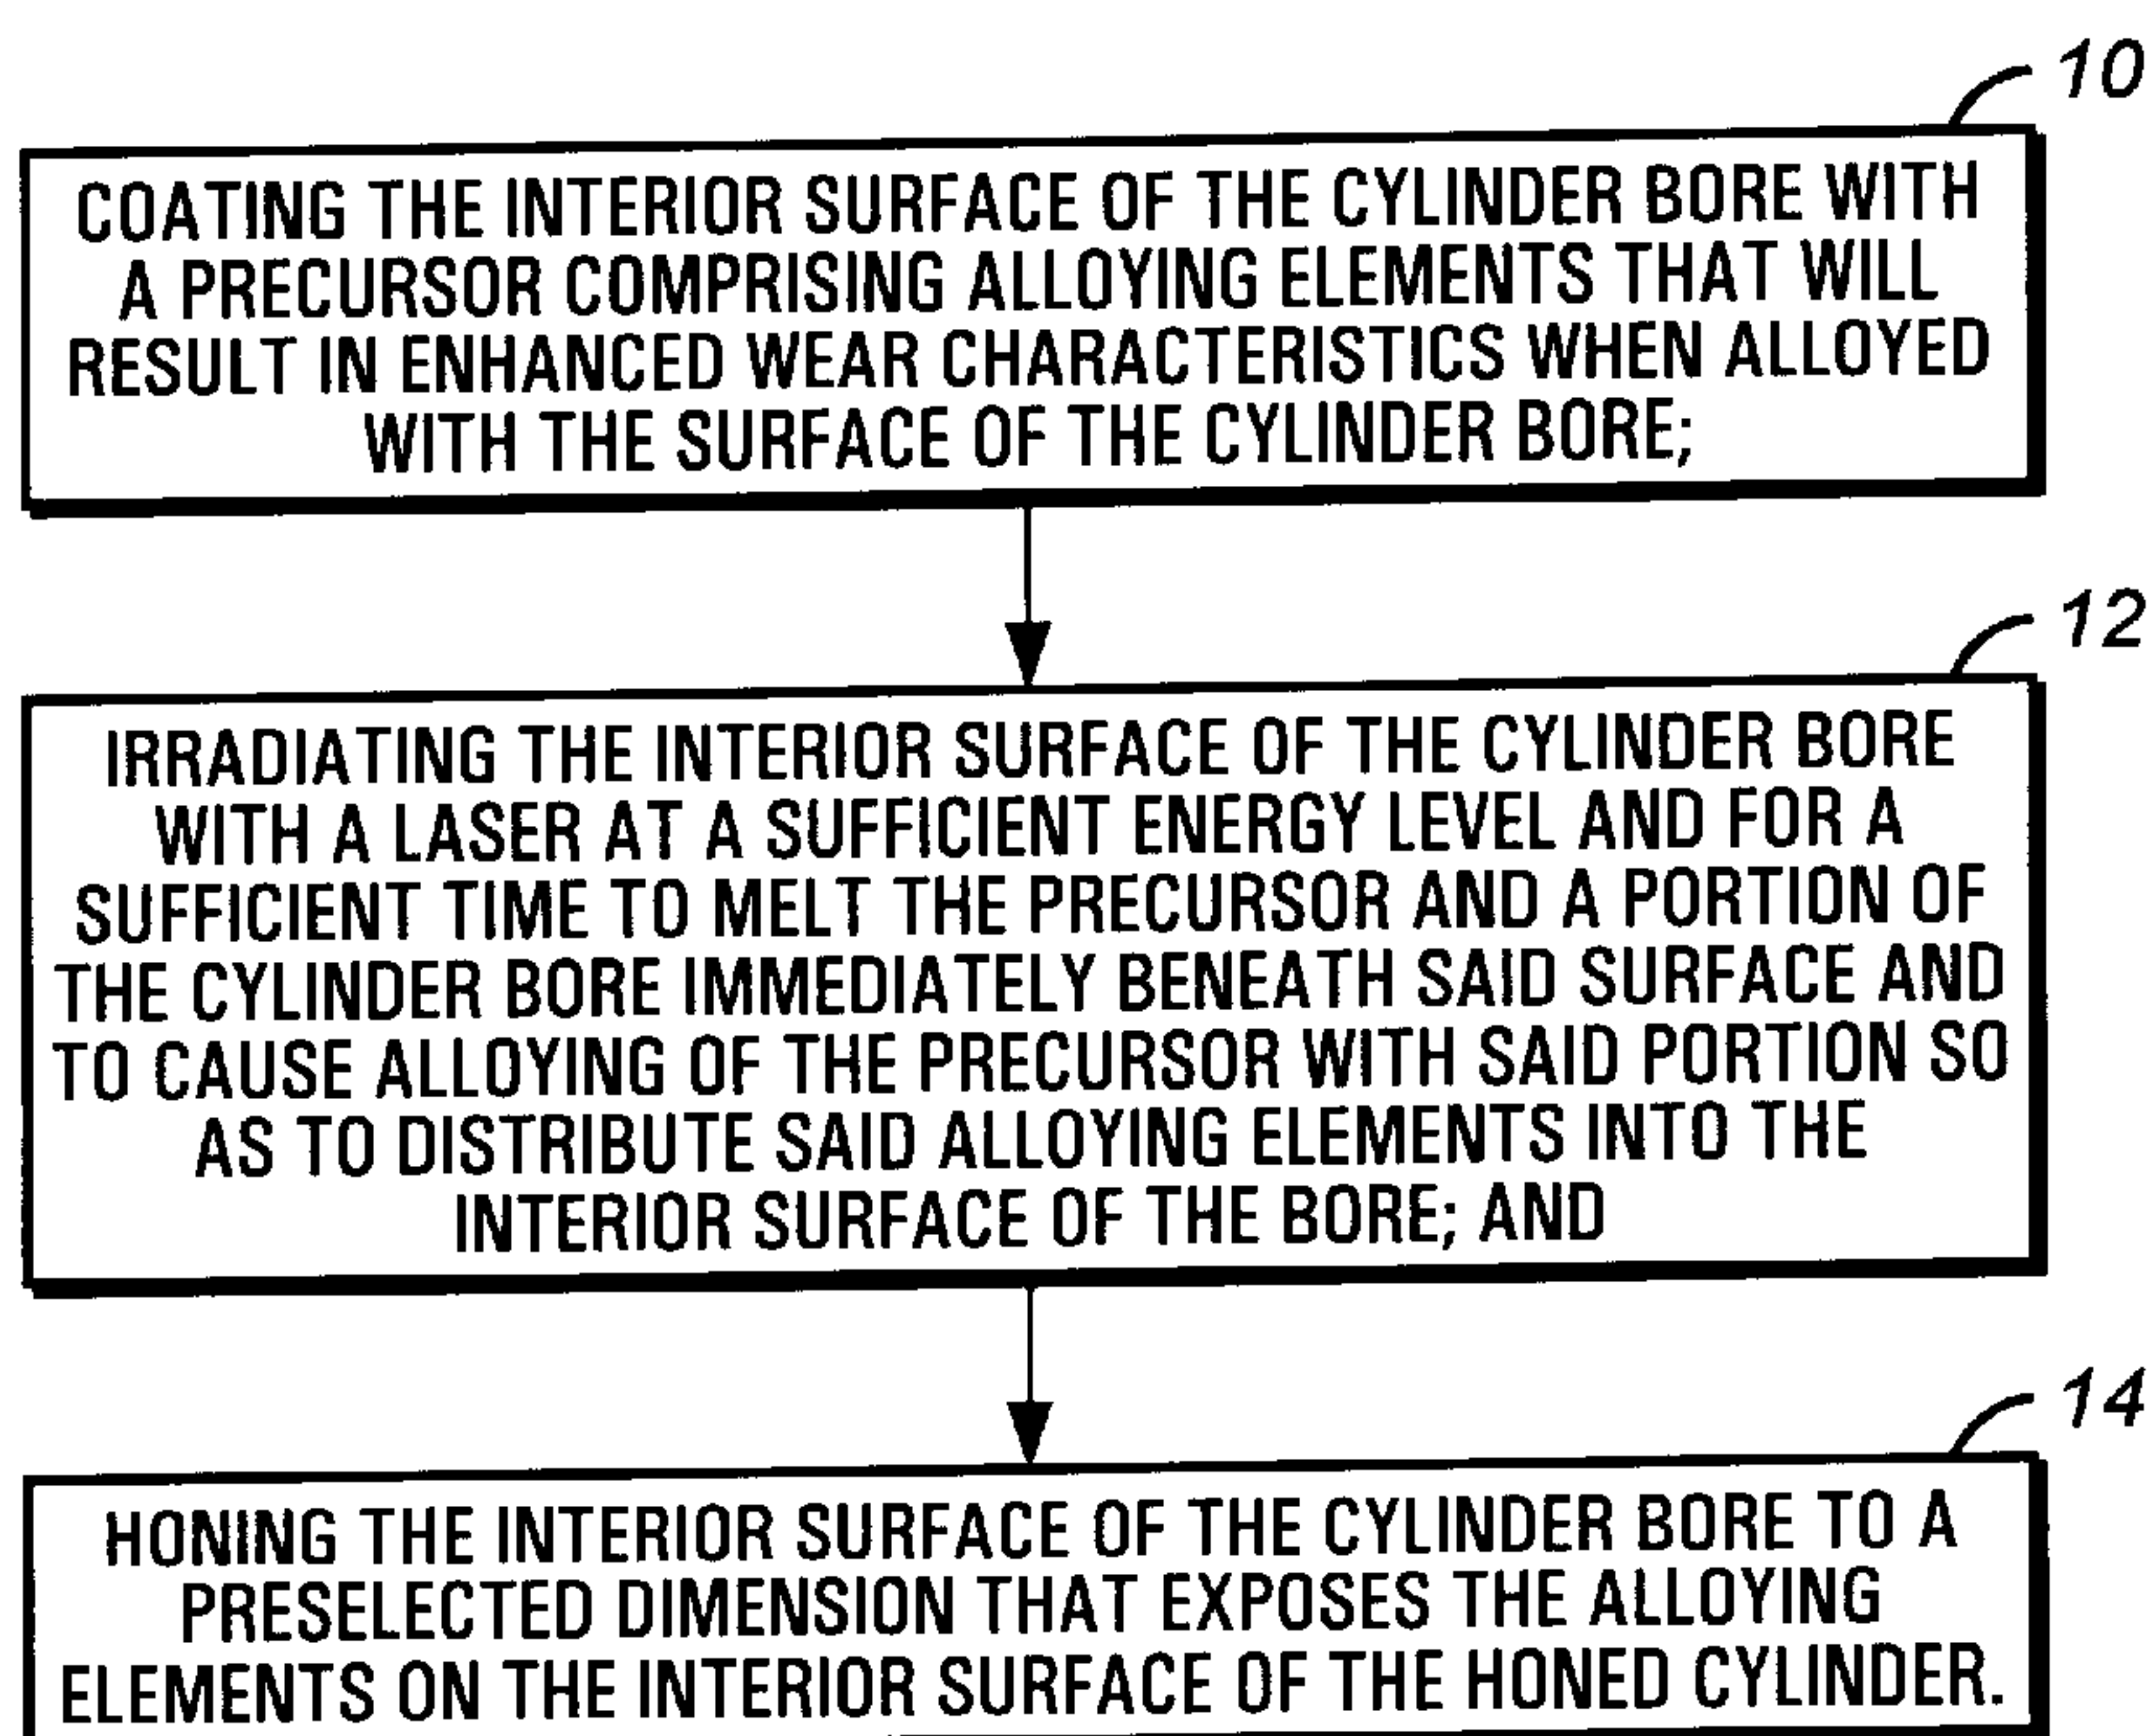 10
COATING THE INTERIOR SURFACE OF THE CYLINDER BORE WITH
A PRECURSOR COMPRISING ALLOYING ELEMENTS THAT WILL
RESULT IN ENHANCED WEAR CHARACTERISTICS WHEN ALLOYED
WITH THE SURFACE OF THE CYLINDER BORE;
12
IRRADIATING THE INTERIOR SURFACE OF THE CYLINDER BORE
WITH A LASER AT A SUFFICIENT ENERGY LEVEL AND FOR A
SUFFICIENT TIME TO MELT THE PRECURSOR AND A PORTION OF
THE CYLINDER BORE IMMEDIATELY BENEATH SAID SURFACE AND
TO CAUSE ALLOYING OF THE PRECURSOR WITH SAID PORTION SO
AS TO DISTRIBUTE SAID ALLOYING ELEMENTS INTO THE
INTERIOR SURFACE OF THE BORE; AND
14
HONING THE INTERIOR SURFACE OF THE CYLINDER BORE TO A
PRESELECTED DIMENSION THAT EXPOSES THE ALLOYING
ELEMENTS ON THE INTERIOR SURFACE OF THE HONED CYLINDER.